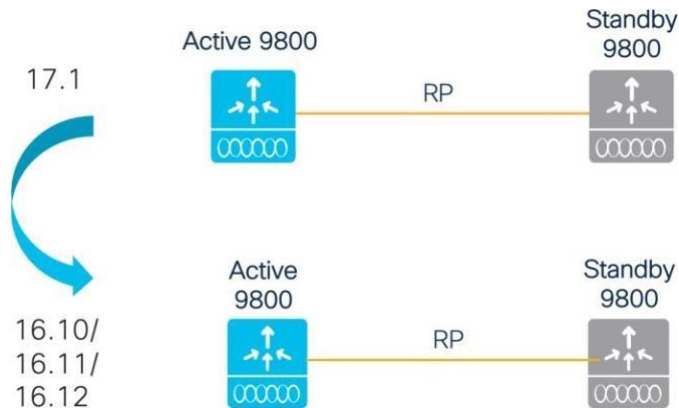 Active 9800
Standby
9800
17.1
RP
Active
9800
Standby
9800
RP
16.10/
16.11/
16.12